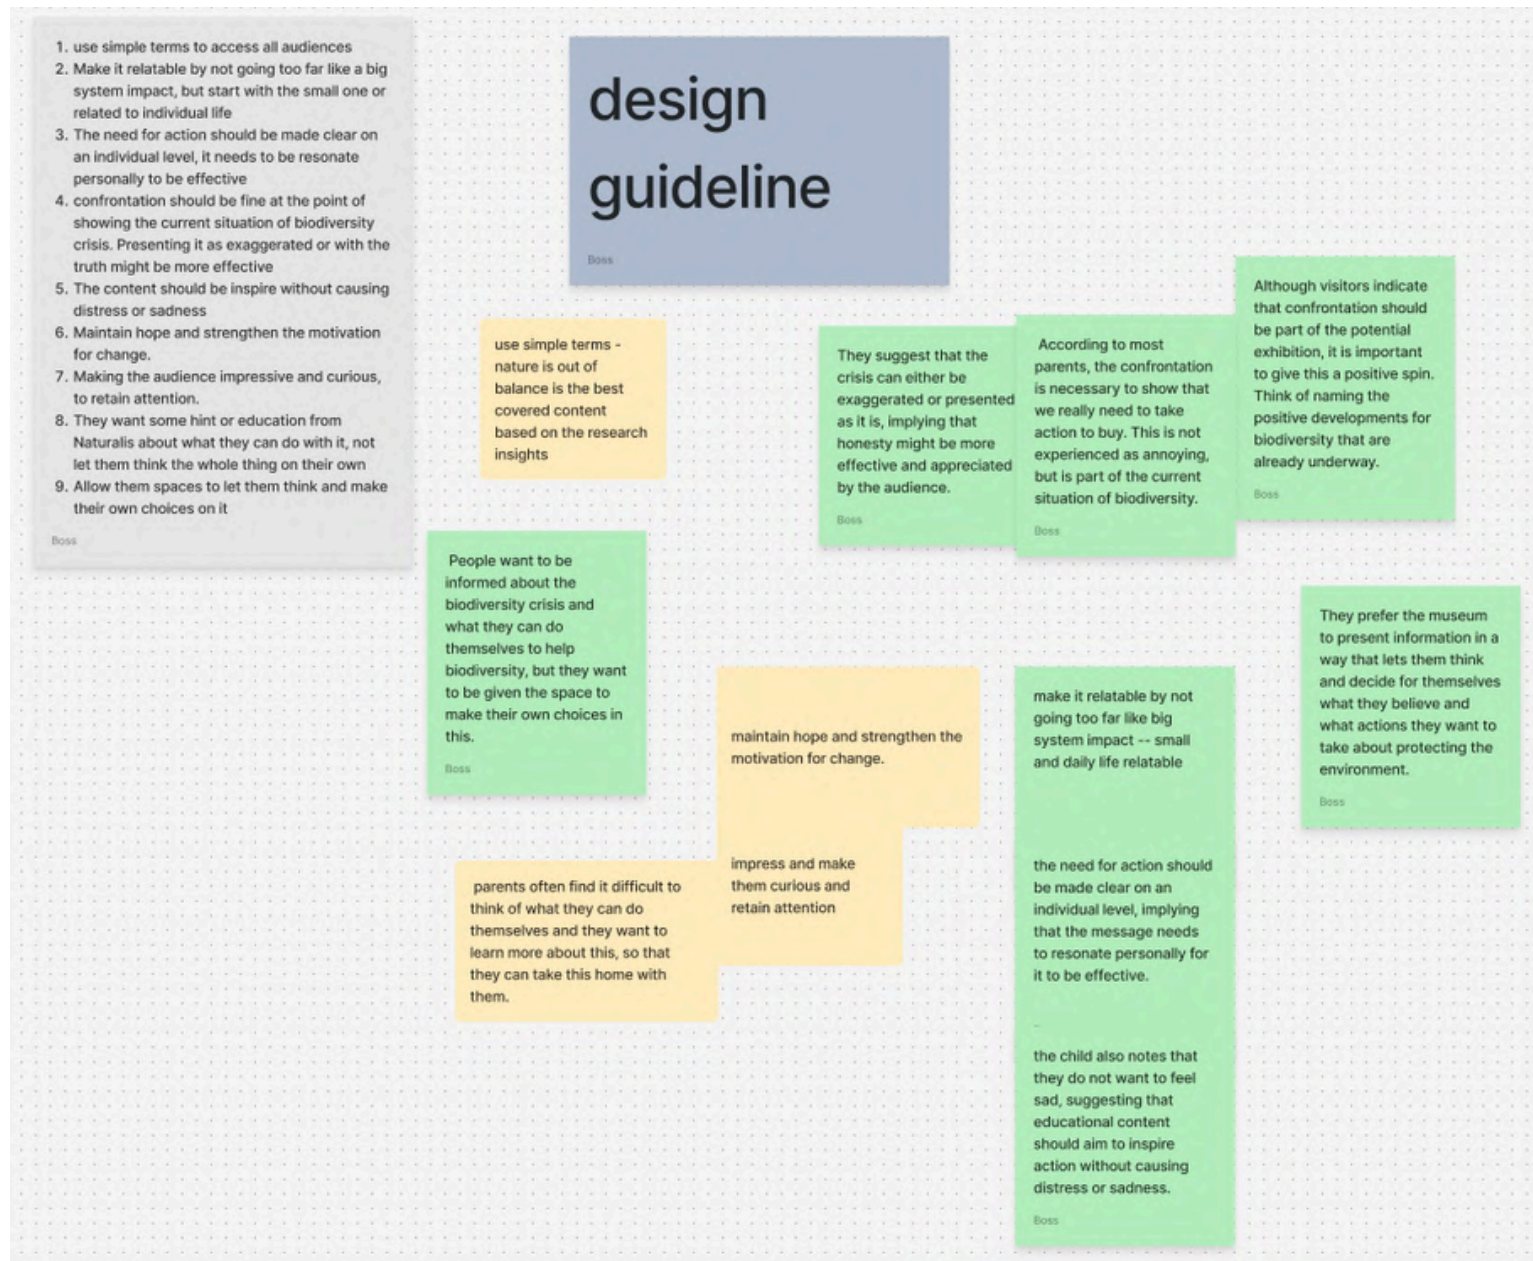 1. use simple terms to access all audiences
2. Make it relatable by not going too far like a big
system impact, but start with the small one or
related to individual life
3. The need for action should be made clear on
an individual level, it needs to be resonate
personally to be effective
4. confrontation should be fine at the point of
showing the current situation of biodiversity
crisis. Presenting it as exaggerated or with the
truth might be more effective
5. The content should be inspire without causing
distress or sadness
6. Maintain hope and strengthen the motivation
for change.
7. Making the audience impressive and curious,
to retain attention.
8. They want some hint or education from
Naturalis about what they can do with it, not
let them think the whole thing on their own
9. Allow them spaces to let them think and make
their own choices on it
Boss
design
guideline
Boss
use simple terms -
nature is out of
balance is the best
covered content
based on the research
insights
They suggest that the
crisis can either be
exaggerated or presented
as it is, implying that
honesty might be more
effective and appreciated
by the audience.
Boss
According to most
parents, the confrontation
is necessary to show that
we really need to take
action to buy. This is not
experienced as annoying,
but is part of the current
situation of biodiversity.
Boss
Although visitors indicate
that confrontation should
be part of the potential
exhibition, it is important
to give this a positive spin.
Think of naming the
positive developments for
biodiversity that are
already underway.
Boss
People want to be
informed about the
biodiversity crisis and
what they can do
themselves to help
biodiversity, but they want
to be given the space to
make their own choices in
this.
Boss
maintain hope and strengthen the
motivation for change.
impress and make
them curious and
retain attention
parents often find it difficult to
think of what they can do
themselves and they want to
learn more about this, so that
they can take this home with
them.
make it relatable by not
going too far like big
system impact -- small
and daily life relatable
the need for action should
be made clear on an
individual level, implying
that the message needs
to resonate personally for
it to be effective.
the child also notes that
they do not want to feel
sad, suggesting that
educational content
should aim to inspire
action without causing
distress or sadness.
Boss
They prefer the museum
to present information in a
way that lets them think
and decide for themselves
what they believe and
what actions they want to
take about protecting the
environment.
Boss